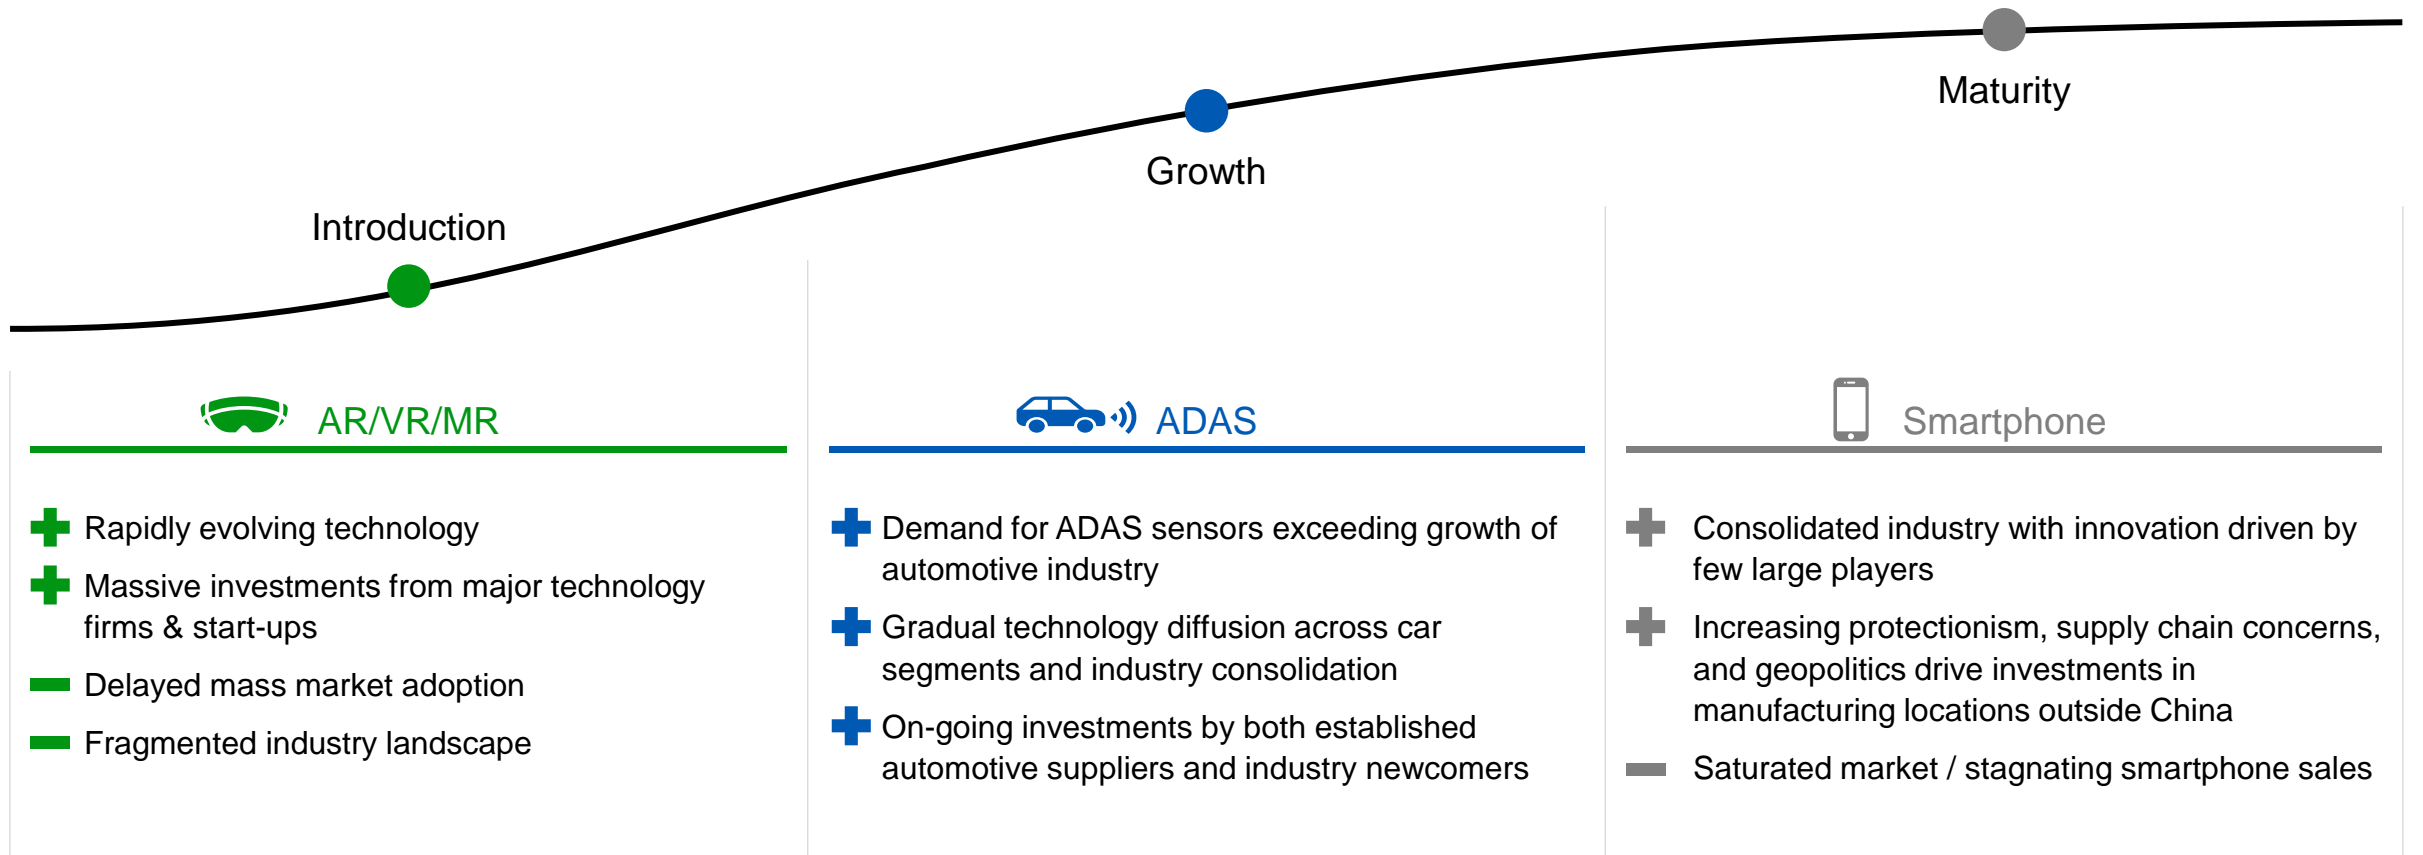 Maturity
Growth
Introduction
AR/VR/MR
Rapidly evolving technology
Massive investments from major technology
firms & start-ups
Delayed mass market adoption
Fragmented industry landscape
ADAS
Demand for ADAS sensors exceeding growth of
automotive industry
Gradual technology diffusion across car
segments and industry consolidation
On-going investments by both established
automotive suppliers and industry newcomers
Smartphone
Consolidated industry with innovation driven by
few large players
Increasing protectionism, supply chain concerns,
and geopolitics drive investments in
manufacturing locations outside China
Saturated market / stagnating smartphone sales